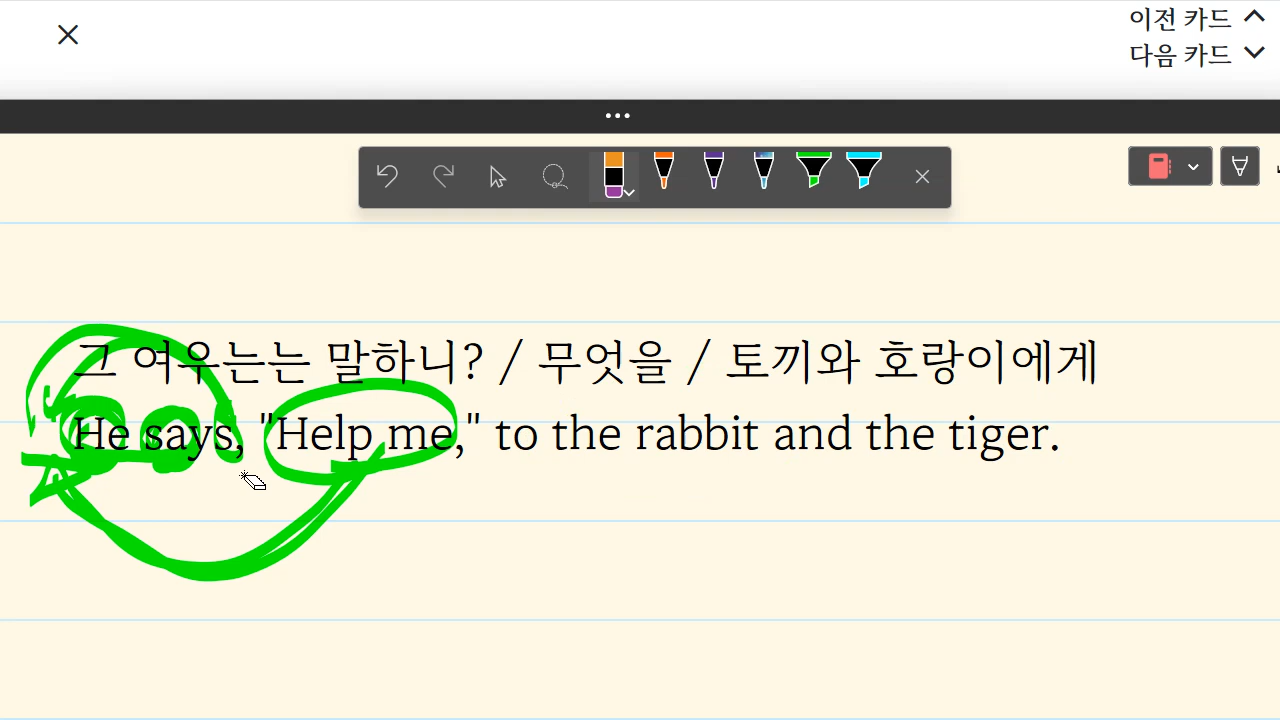 이전 카드
다음 카드
그 여우는는 말하니? / 무엇을 / 토끼와 호랑이에게
He says, "Help me," to the rabbit and the tiger.